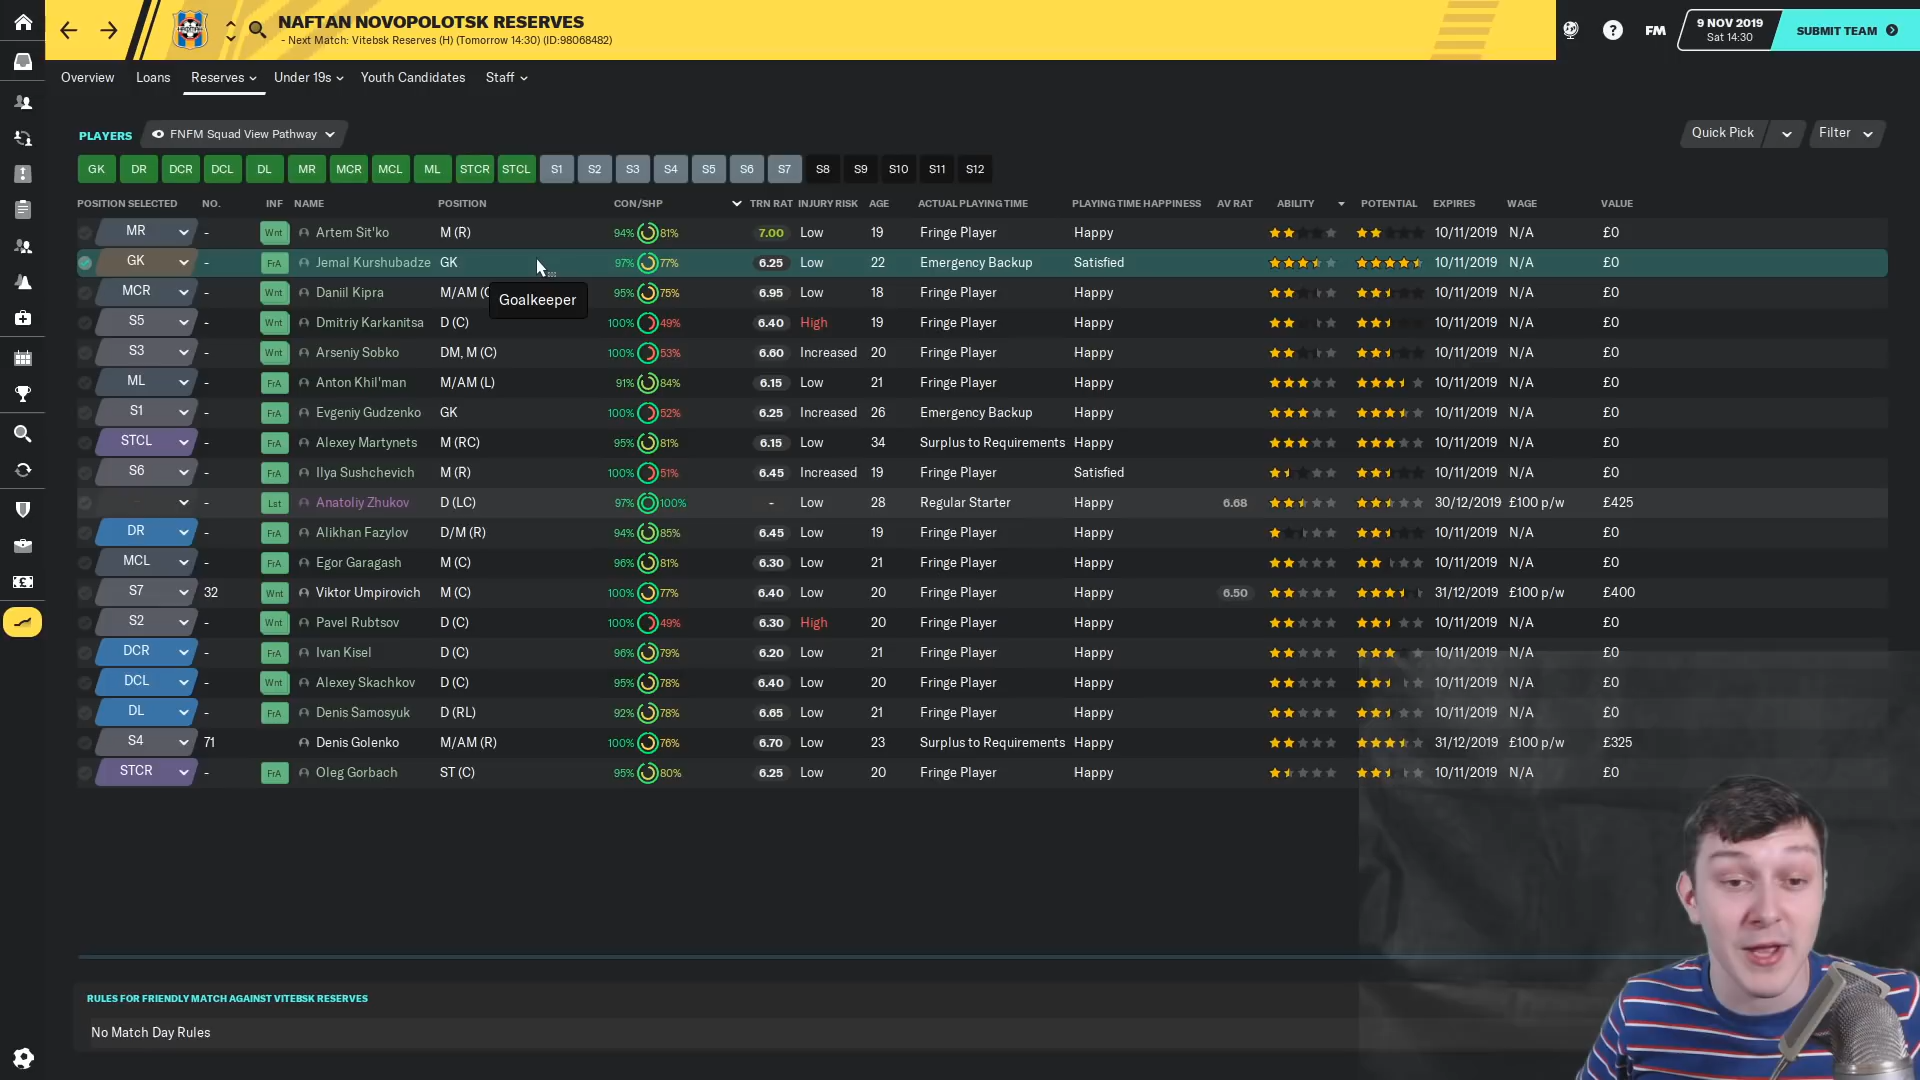 NAFTAN NOVOPOLOTSK RESERVES
- Next Match: Vitebsk Reserves (H) (Tomorrow 14:30) (ID:98068482)
FM
9 NOV 2019
Sat 14:30
SUBMIT TEAM
Overview Loans Reserves Under 19s Youth Candidates Staff
PLAYERS FNFM Squad View Pathway Quick Pick Filter
GK DR DCR DCL DL MR MCR MCL ML STCR STCL S1 S2 S3 S4 S5 S6 S7 S8 S9 S10 S11 S12
POSITION SELECTED NO. INF NAME POSITION CON/SHP TRN RAT INJURY RISK AGE ACTUAL PLAYING TIME PLAYING TIME HAPPINESS AV RAT ABILITY POTENTIAL EXPIRES WAGE VALUE
MR - Wnt Artem Sit'ko M (R) 94% 81% 7.00 Low 19 Fringe Player Happy 10/11/2019 N/A £0
GK - FrA Jemal Kurshubadze GK 97% 77% 6.25 Low 22 Emergency Backup Satisfied 10/11/2019 N/A £0
MCR - Wnt Daniil Kipra M/AM (C 95% 75% 6.95 Low 18 Fringe Player Happy 10/11/2019 N/A £0
Goalkeeper
S5 - Wnt Dmitriy Karkanitsa D (C) 100% 49% 6.40 High 19 Fringe Player Happy 10/11/2019 N/A £0
S3 - Wnt Arseniy Sobko DM, M (C) 100% 53% 6.60 Increased 20 Fringe Player Happy 10/11/2019 N/A £0
ML - FrA Anton Khil'man M/AM (L) 91% 84% 6.15 Low 21 Fringe Player Happy 10/11/2019 N/A £0
S1 - FrA Evgeniy Gudzenko GK 100% 52% 6.25 Increased 26 Emergency Backup Happy 10/11/2019 N/A £0
STCL - FrA Alexey Martynets M (RC) 95% 81% 6.15 Low 34 Surplus to Requirements Happy 10/11/2019 N/A £0
S6 - FrA Ilya Sushchevich M (R) 100% 51% 6.45 Increased 19 Fringe Player Satisfied 10/11/2019 N/A £0
- - Lst Anatoliy Zhukov D (LC) 97% 100% - Low 28 Regular Starter Happy 6.68 30/12/2019 £100 p/w £425
DR - FrA Alikhan Fazylov D/M (R) 94% 85% 6.45 Low 19 Fringe Player Happy 10/11/2019 N/A £0
MCL - FrA Egor Garagash M (C) 96% 81% 6.30 Low 21 Fringe Player Happy 10/11/2019 N/A £0
S7 32 Wnt Viktor Umpirovich M (C) 100% 77% 6.40 Low 20 Fringe Player Happy 6.50 31/12/2019 £100 p/w £400
S2 - Wnt Pavel Rubtsov D (C) 100% 49% 6.30 High 20 Fringe Player Happy 10/11/2019 N/A £0
DCR - FrA Ivan Kisel D (C) 96% 79% 6.20 Low 21 Fringe Player Happy 10/11/2019 N/A £0
DCL - Wnt Alexey Skachkov D (C) 95% 78% 6.40 Low 20 Fringe Player Happy 10/11/2019 N/A £0
DL - FrA Denis Samosyuk D (RL) 92% 78% 6.65 Low 21 Fringe Player Happy 10/11/2019 N/A £0
S4 71 Denis Golenko M/AM (R) 100% 76% 6.70 Low 23 Surplus to Requirements Happy 31/12/2019 £100 p/w £325
STCR - FrA Oleg Gorbach ST (C) 95% 80% 6.25 Low 20 Fringe Player Happy 10/11/2019 N/A £0
RULES FOR FRIENDLY MATCH AGAINST VITEBSK RESERVES
No Match Day Rules